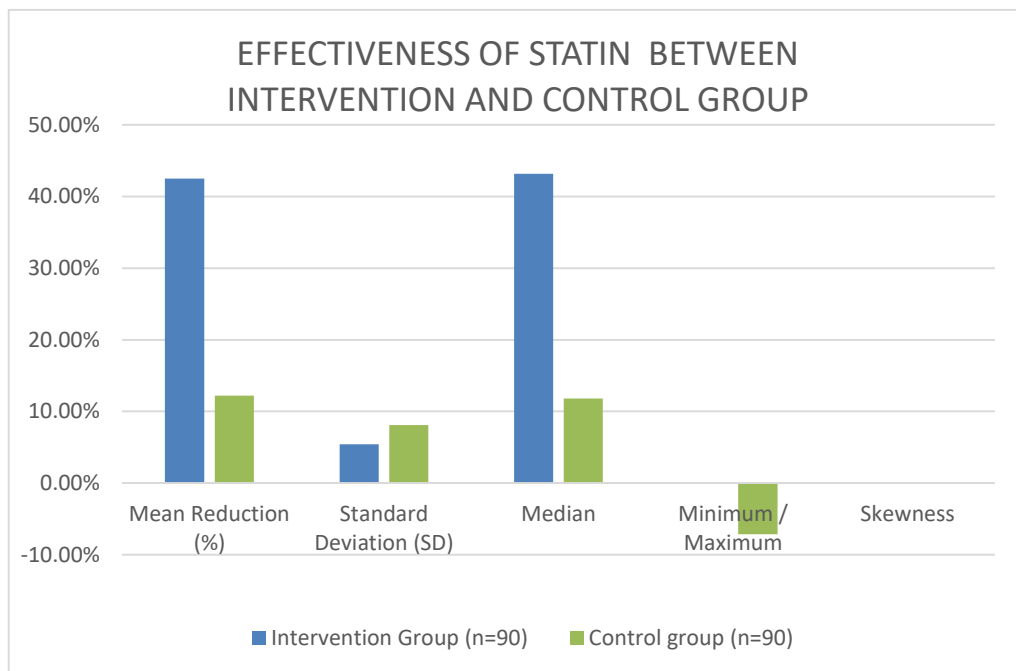 EFFECTIVENESS OF STATIN BETWEEN
INTERVENTION AND CONTROL GROUP
50.00%
40.00%
30.00%
20.00%
10.00%
0.00%
-10.00%
Mean Reduction
(%)
Standard
Deviation (SD)
Median
Minimum /
Maximum
Skewness
Intervention Group (n=90)
Control group (n=90)